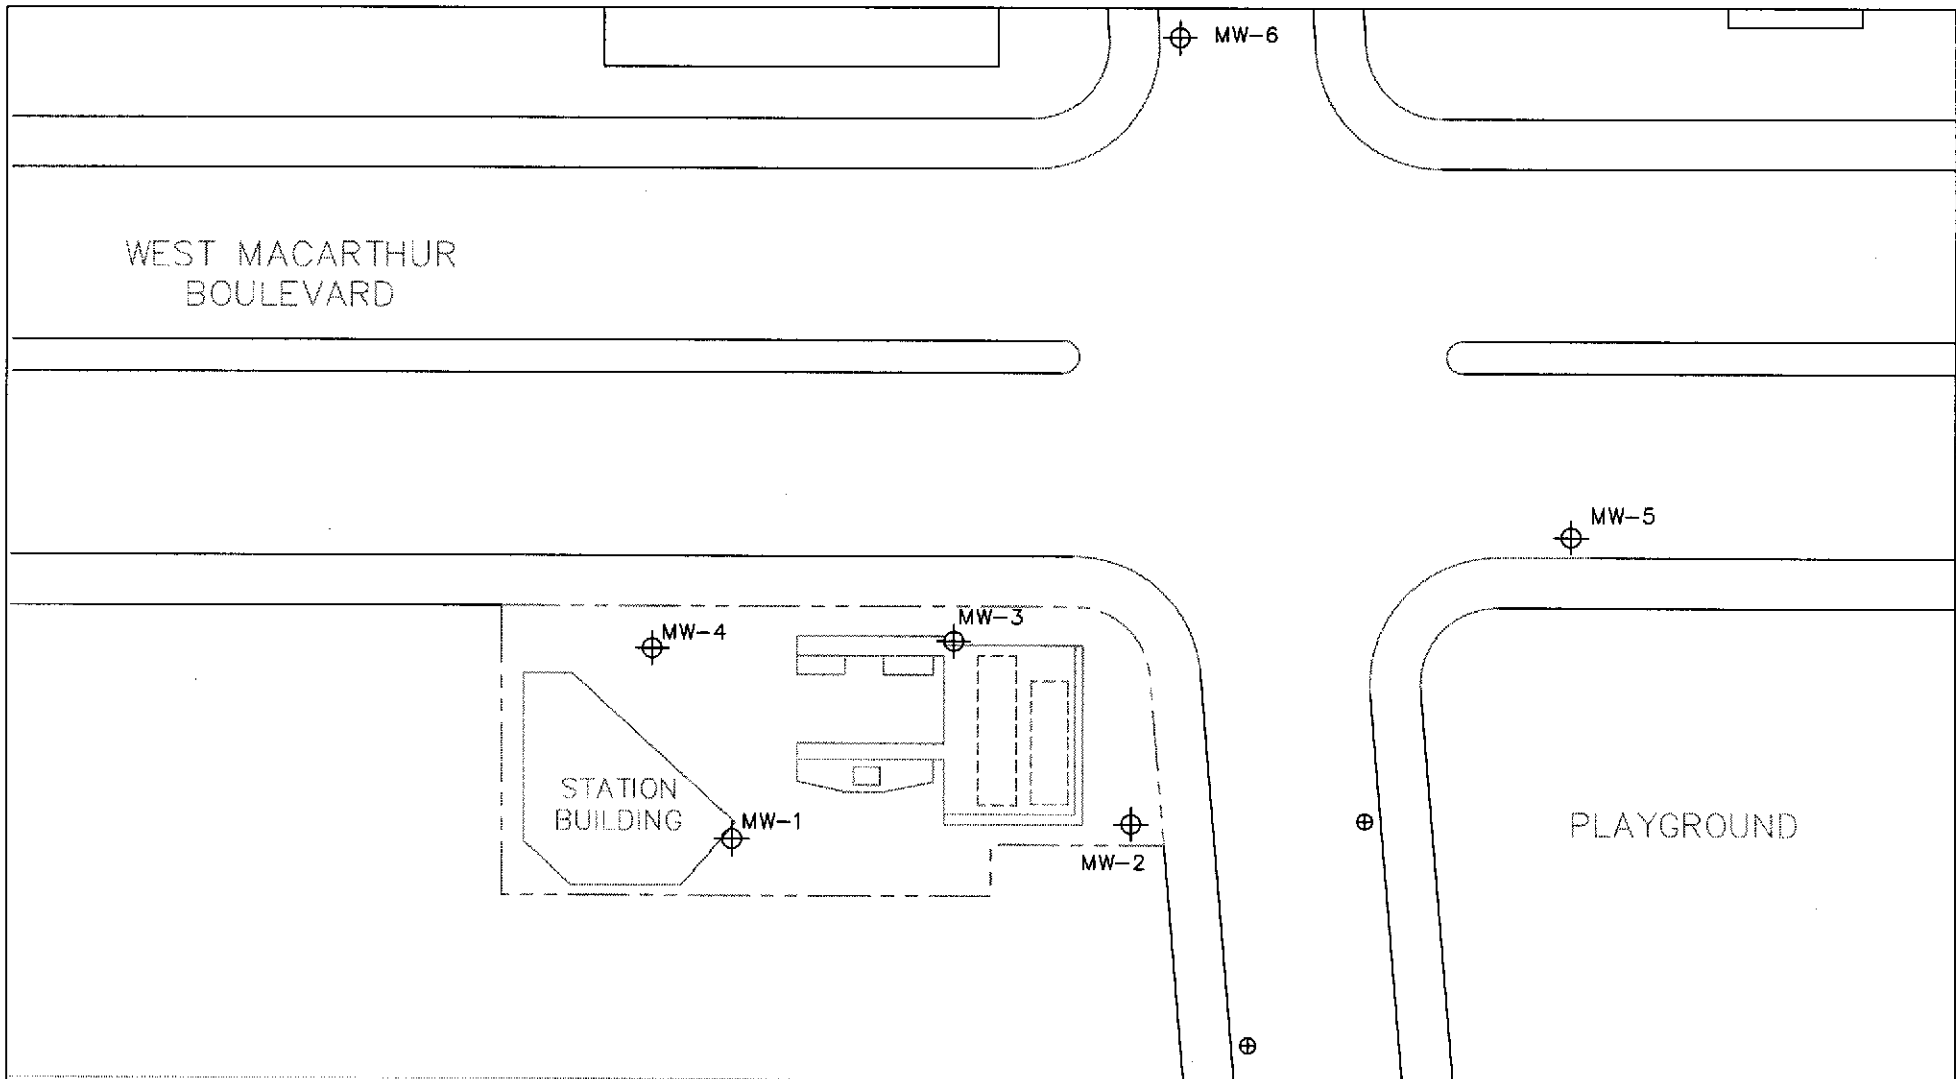 MW-6
WEST MACARTHUR
BOULEVARD
MW-5
MW-3
MW-4
STATION
BUILDING
MW-1
PLAYGROUND
MW-2